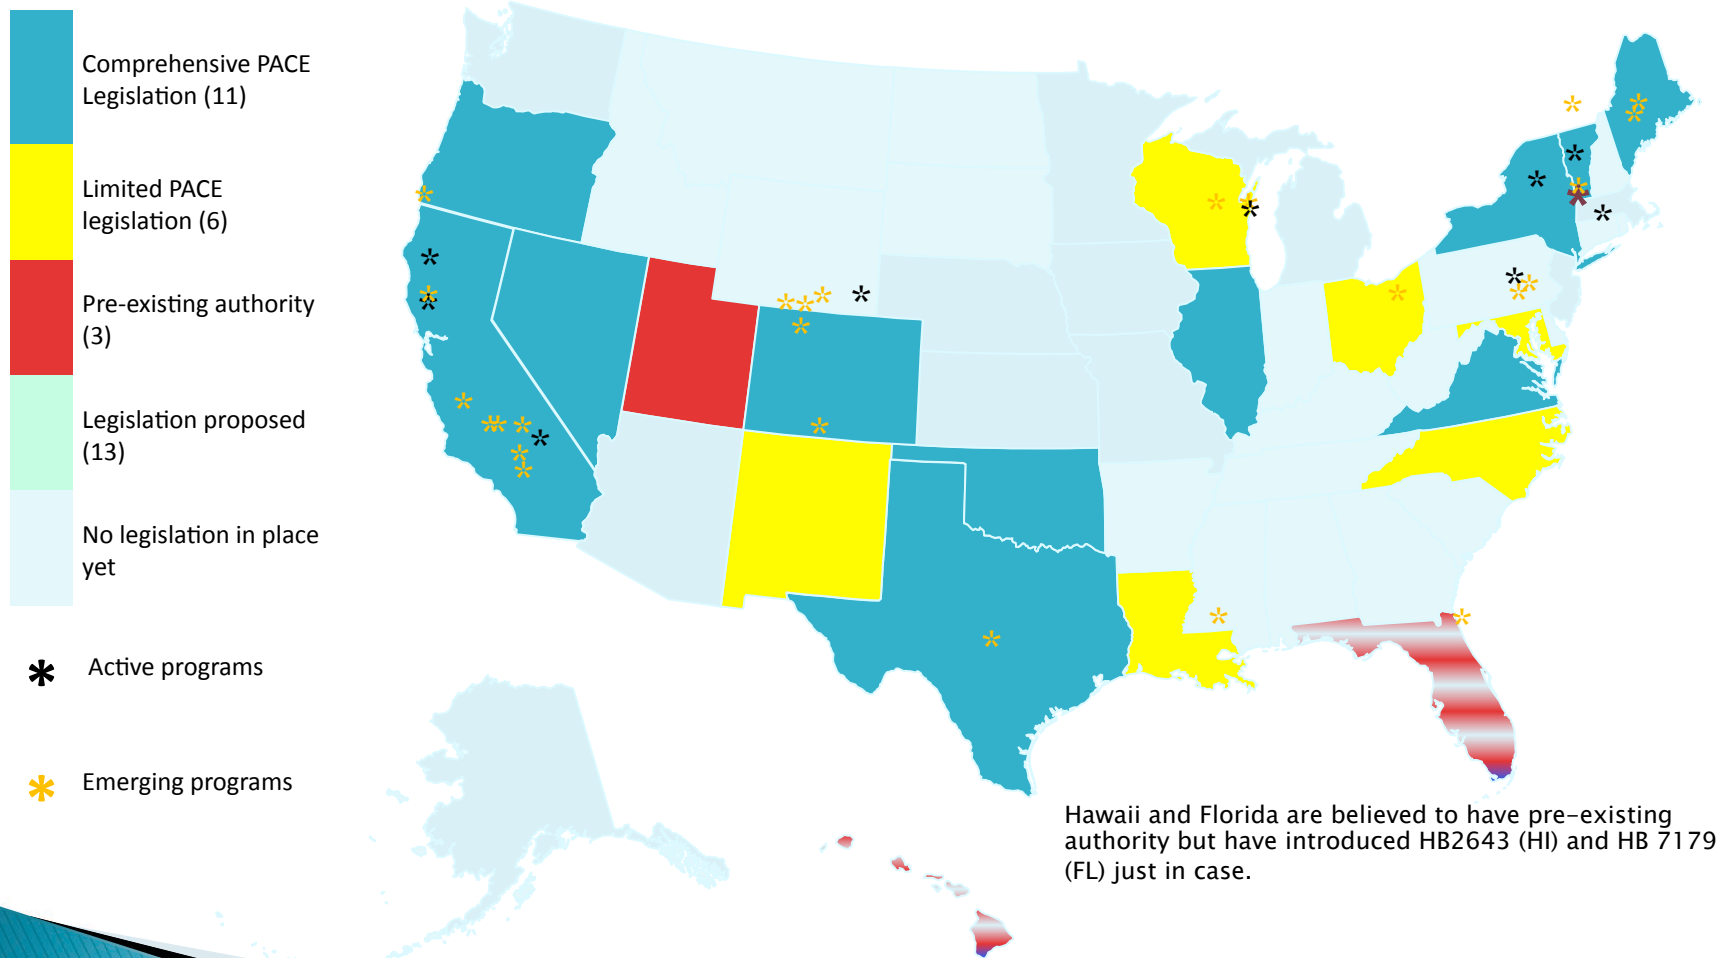 Comprehensive PACE
Legislation (11)
Limited PACE
legislation (6)
Pre-existing authority
(3)
Legislation proposed
(13)
No legislation in place
yet
* Active programs
* Emerging programs
Hawaii and Florida are believed to have pre-existing
authority but have introduced HB2643 (HI) and HB 7179
(FL) just in case.